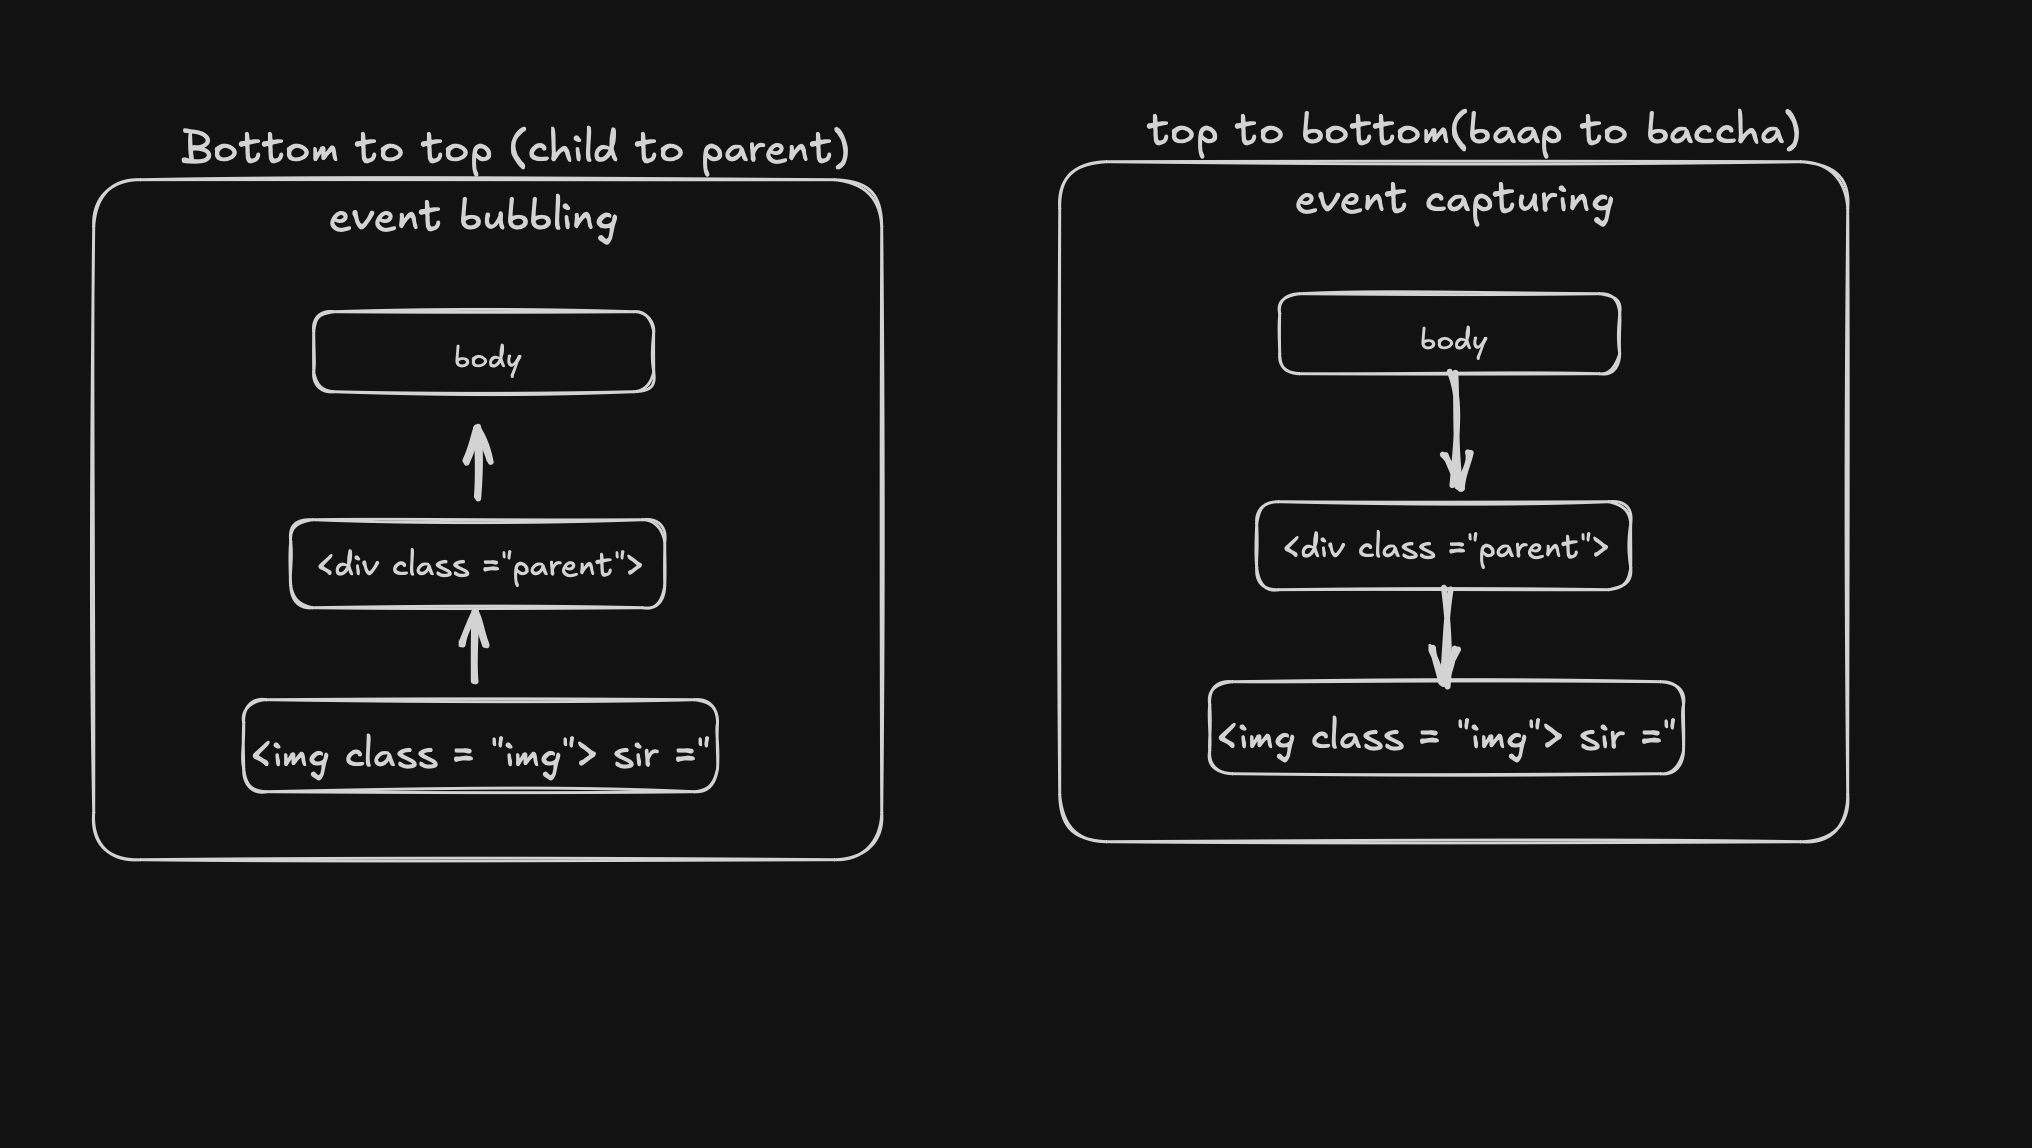 Bottom to top (child to parent)
event bubbling
body
<div class ="parent">
<img class = "img"> sir ="
top to bottom(baap to baccha)
event capturing
body
<div class ="parent">
<img class = "img"> sir ="